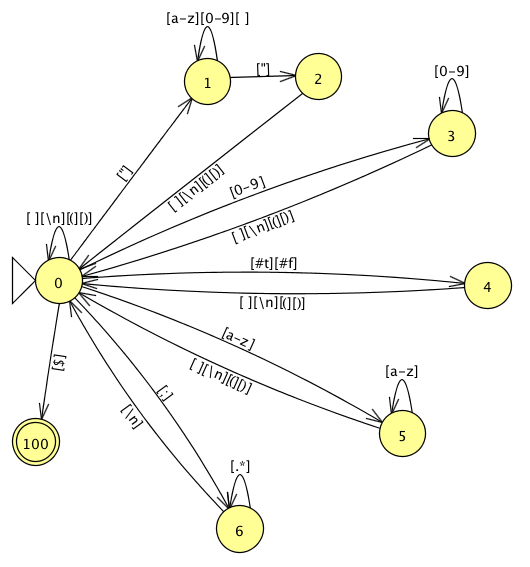 [a-z][0-9][ ]
1
["]
2
[0-9]
3
["]
[ ][\n][(][)]
[0-9]
[ ][\n][(][)]
[ ][\n][(][)]
0
[#t][#f]
4
[ ][\n][(][)]
[a-z]
[ ][\n][(][)]
[a-z]
5
[$]
[;]
[\n]
100
[.*]
6